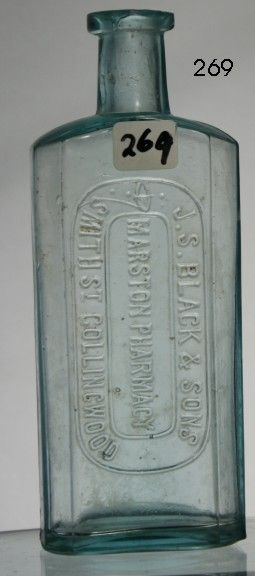 269
269
J. S. BLACK & SONS
MARSTON PHARMACY
SMITH ST. COLLINGWOOD